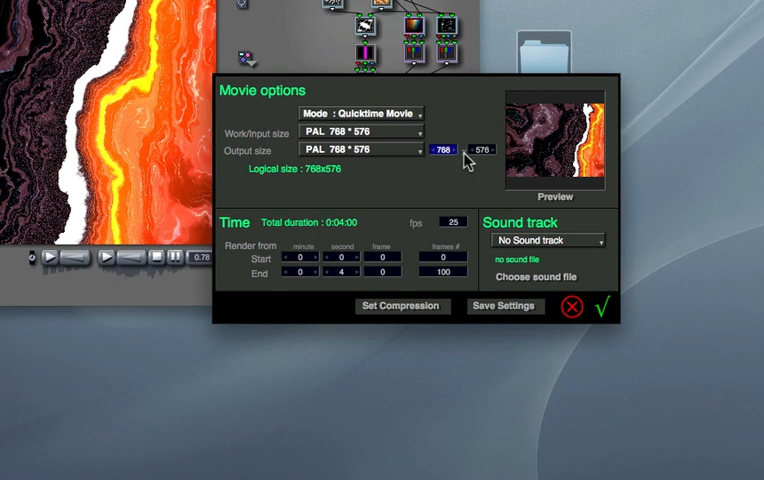 Movie options
Mode : Quicktime Movie
Work/Input size PAL 768 * 576
Output size PAL 768 * 576 768 576
Logical size : 768x576
Preview
Time Total duration : 0:04:00 fps 25
Render from minute second frame frames #
Start 0 0 0 0
End 0 4 0 100
Sound track
No Sound track
no sound file
Choose sound file
Set Compression Save Settings
0.78